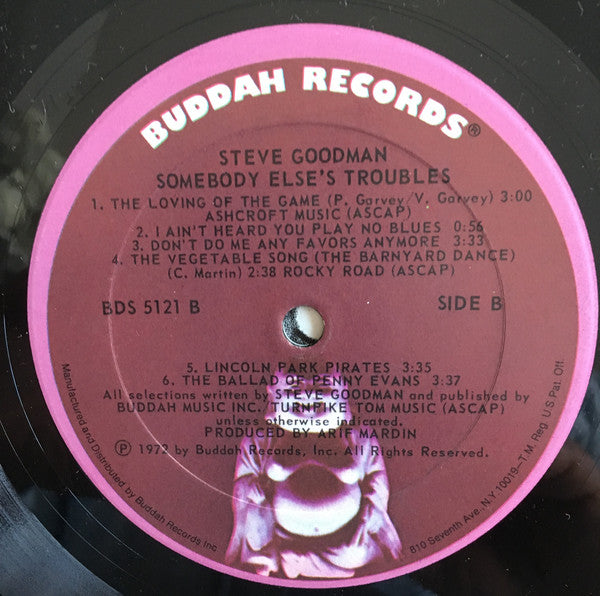 BUDDAH RECORDS®
STEVE GOODMAN
SOMEBODY ELSE'S TROUBLES
1. THE LOVING OF THE GAME (P. Garvey/V. Garvey) 3:00
ASHCROFT MUSIC (ASCAP)
2. I AIN'T HEARD YOU PLAY NO BLUES 0:56
3. DON'T DO ME ANY FAVORS ANYMORE 3:33
4. THE VEGETABLE SONG (THE BARNYARD DANCE)
(C. Martin) 2:38 ROCKY ROAD (ASCAP)
BDS 5121 B
SIDE B
5. LINCOLN PARK PIRATES 3:35
6. THE BALLAD OF PENNY EVANS 3:37
All selections written by STEVE GOODMAN and published by
BUDDAH MUSIC INC./TURNPIKE TOM MUSIC (ASCAP)
unless otherwise indicated.
PRODUCED BY ARIF MARDIN
Ⓟ 1972 by Buddah Records, Inc. All Rights Reserved.
Manufactured and Distributed by Buddah Records Inc
810 Seventh Ave., N.Y. 10019—T.M. Reg. U.S. Pat. Off.